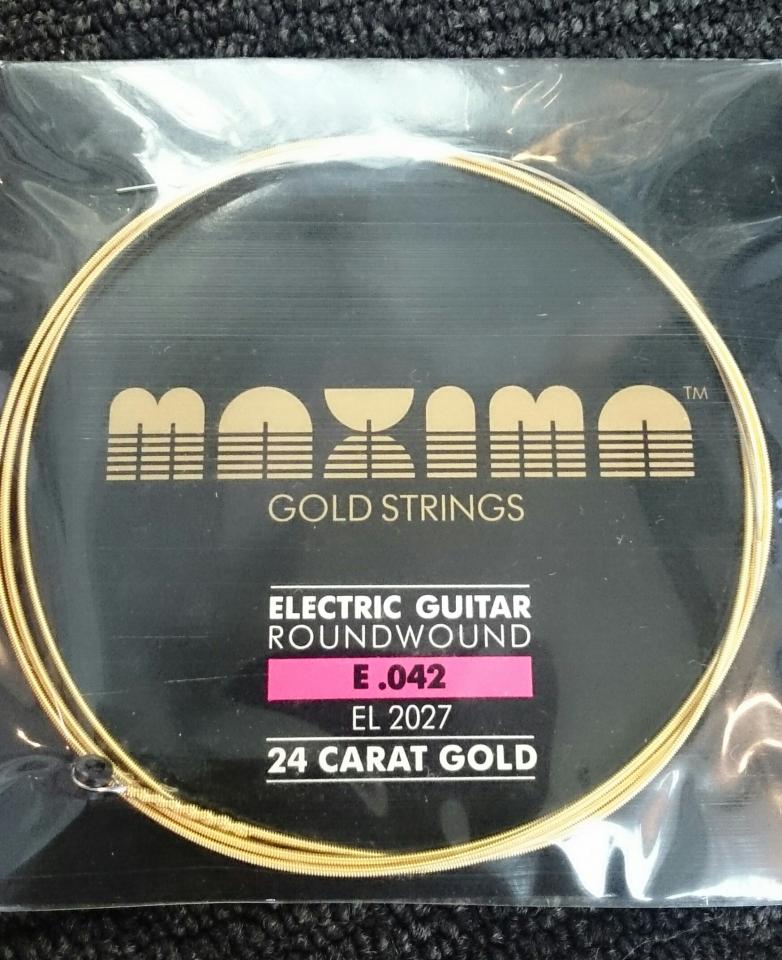 MAXIMA™
GOLD STRINGS
ELECTRIC GUITAR
ROUNDWOUND
E .042
EL 2027
24 CARAT GOLD